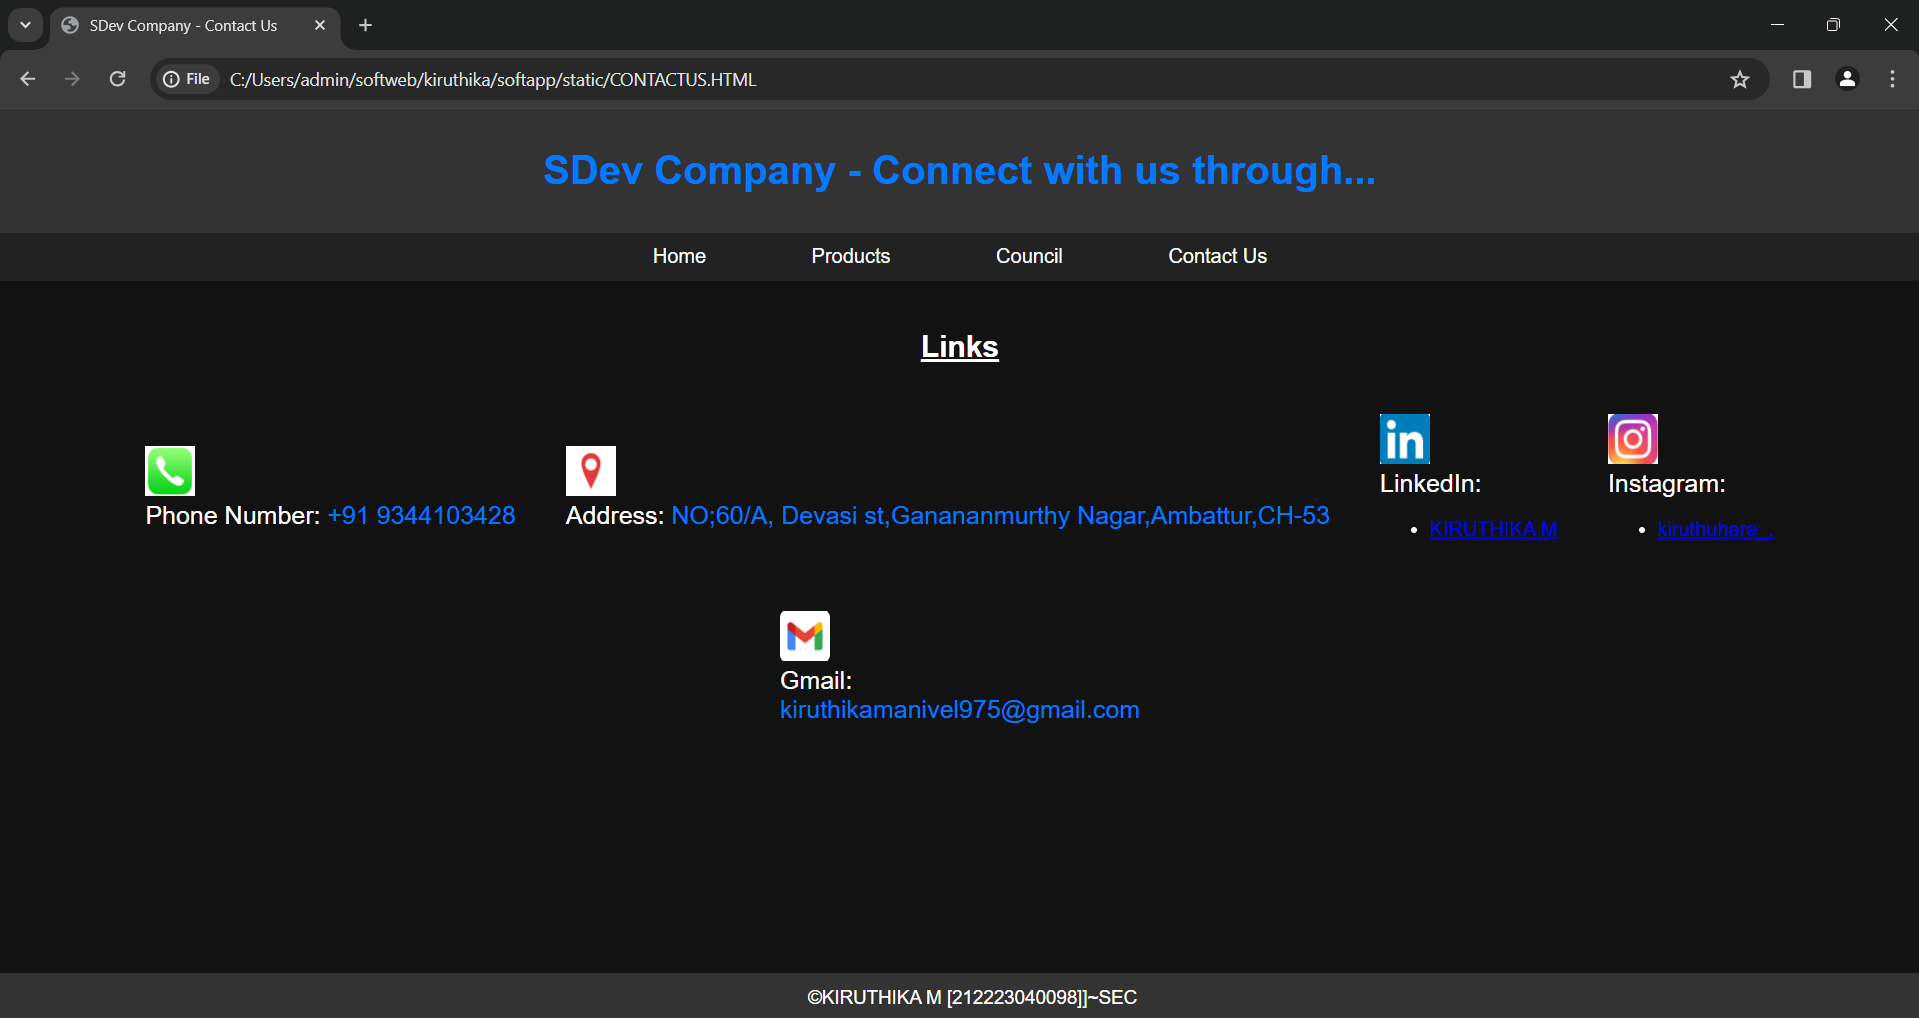 SDev Company - Contact Us
File
C:/Users/admin/softweb/kiruthika/softapp/static/CONTACTUS.HTML
SDev Company - Connect with us through...
Home Products Council Contact Us
Links
in
Phone Number: +91 9344103428
Address: NO;60/A, Devasi st,Ganananmurthy Nagar,Ambattur,CH-53
LinkedIn:
• KIRUTHIKA M
Instagram:
• kiruthuhere_.
Gmail:
kiruthikamanivel975@gmail.com
©KIRUTHIKA M [212223040098]]~SEC